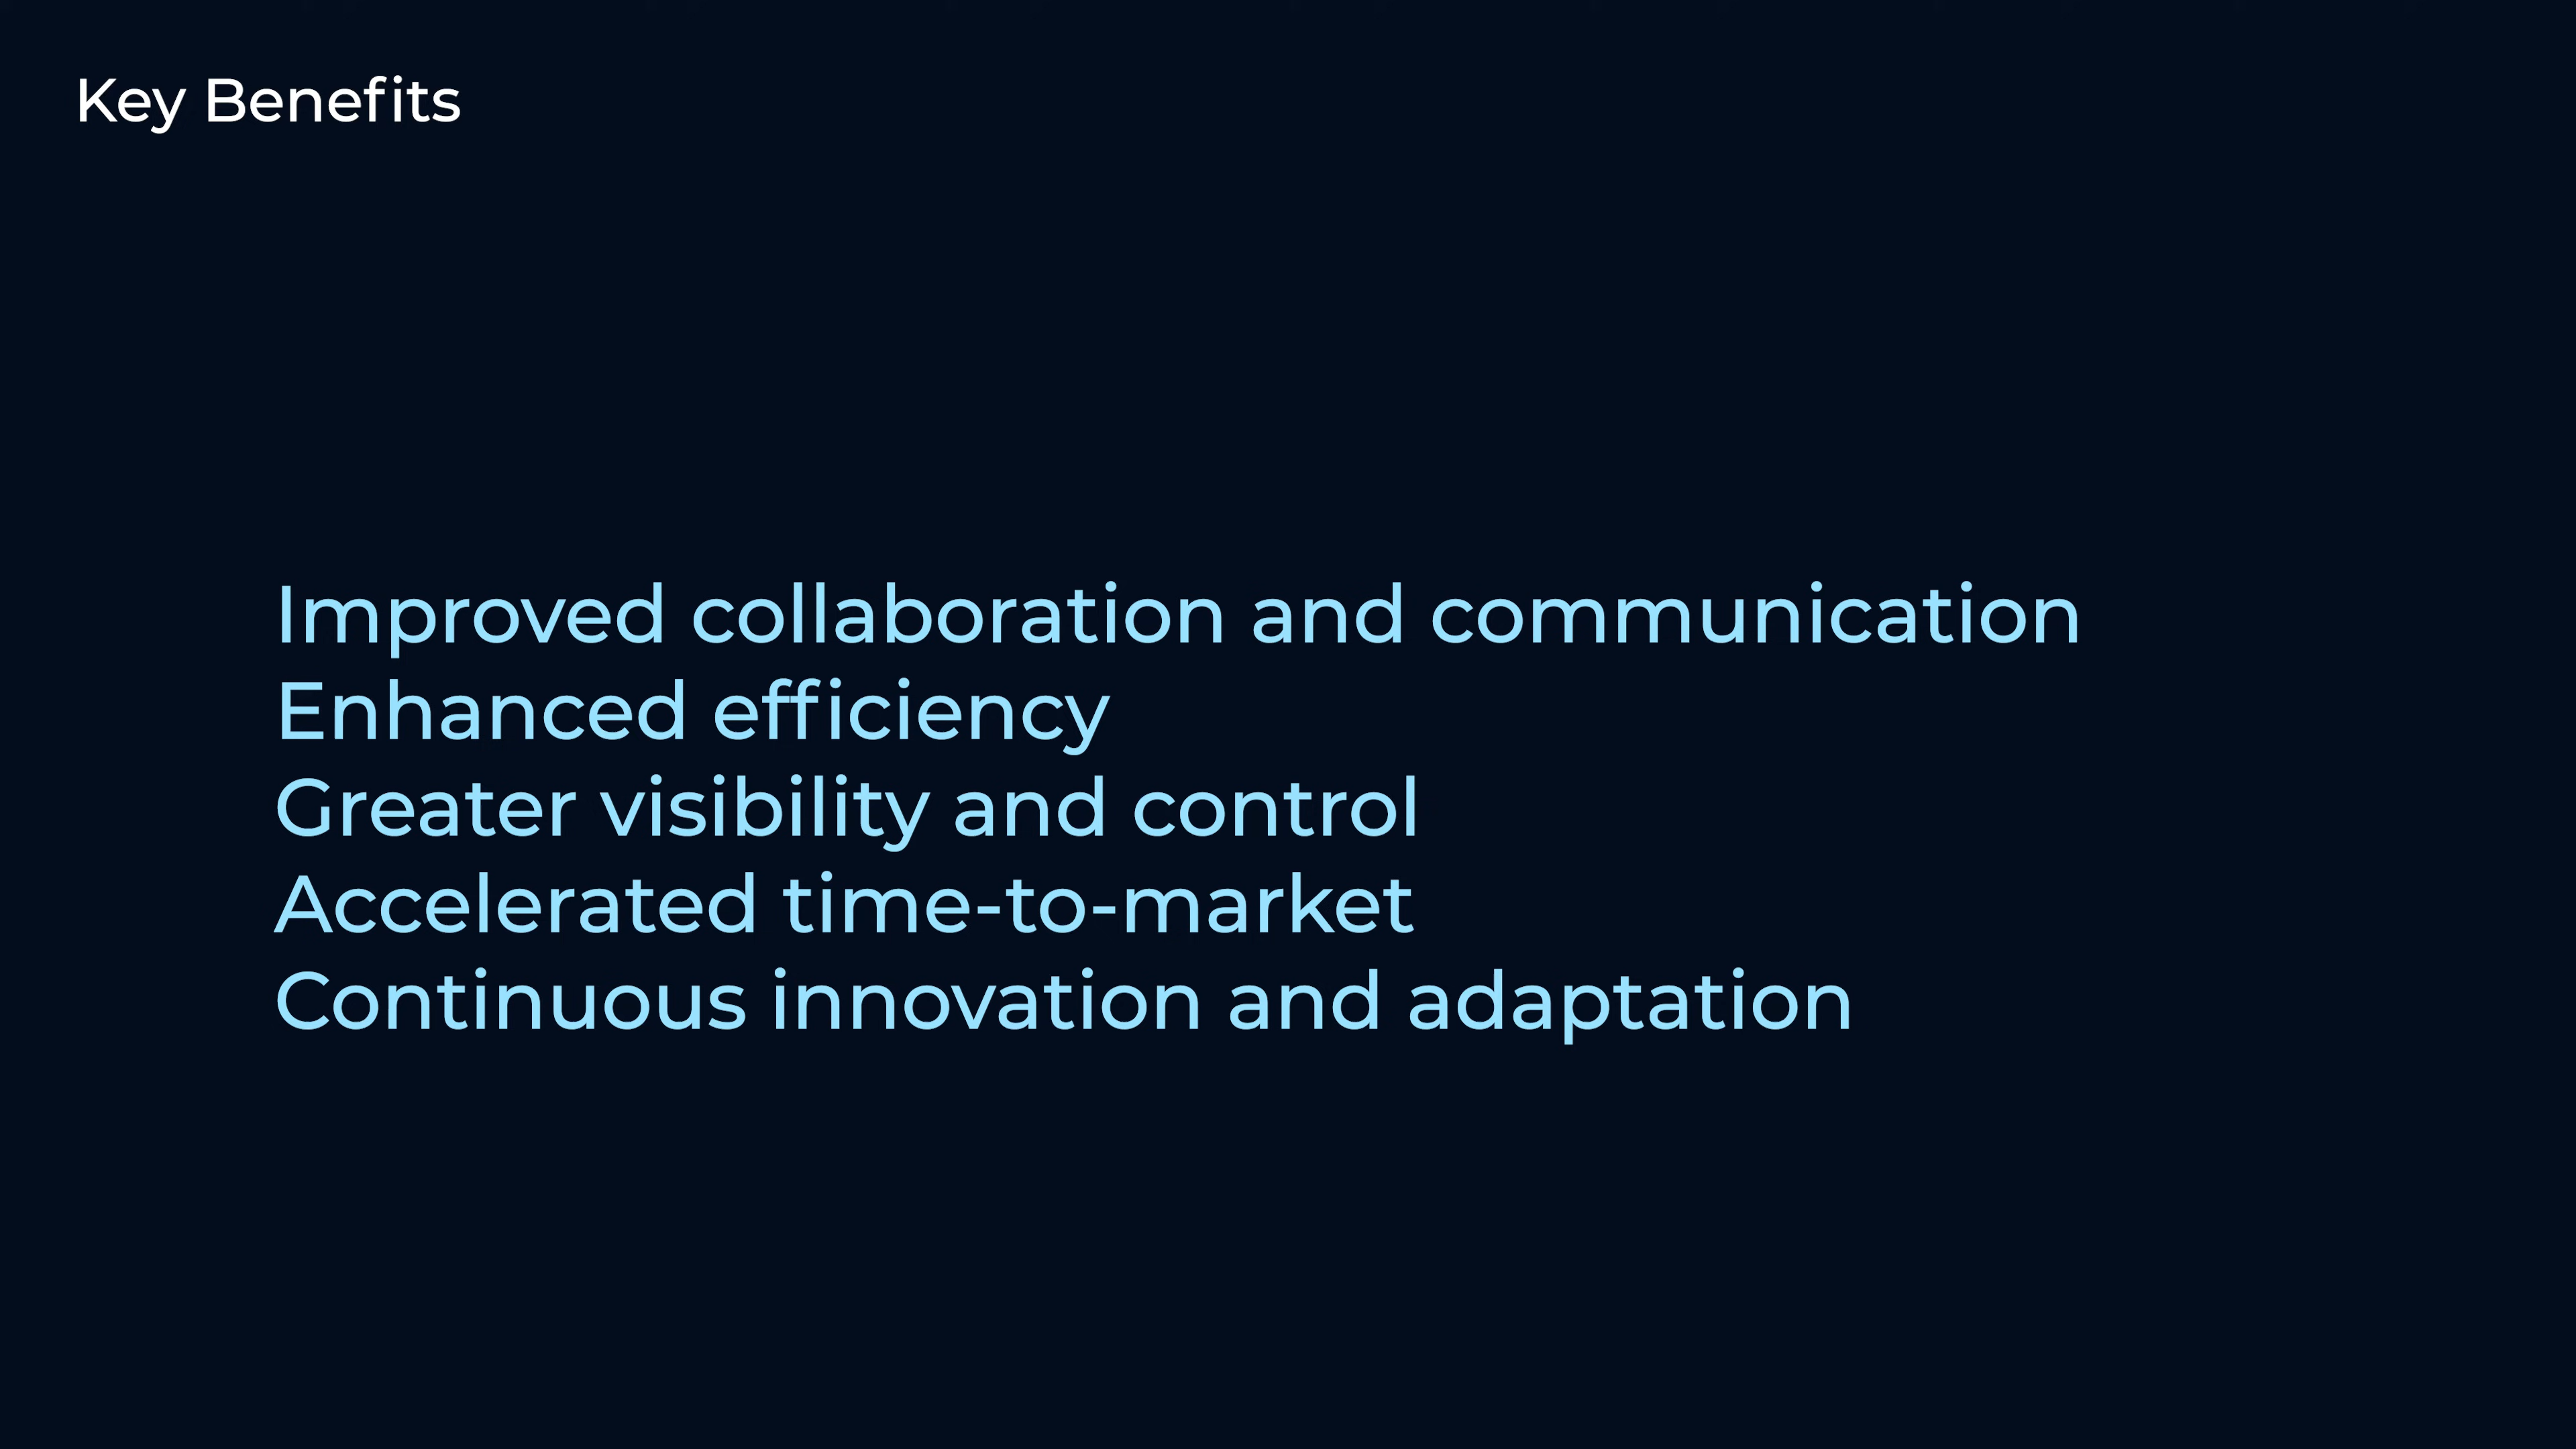 Key Benefits
Improved collaboration and communication
Enhanced efficiency
Greater visibility and control
Accelerated time-to-market
Continuous innovation and adaptation